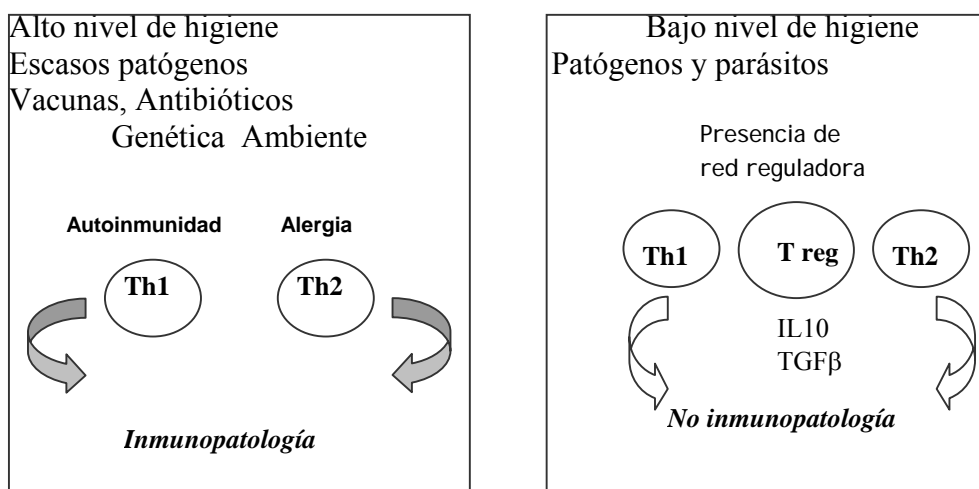 Alto nivel de higiene
Escasos patógenos
Vacunas, Antibióticos
Genética Ambiente
Autoinmunidad Alergia
Th1 Th2
Inmunopatología
Bajo nivel de higiene
Patógenos y parásitos
Presencia de
red reguladora
Th1 T reg Th2
IL10
TGFβ
No inmunopatología